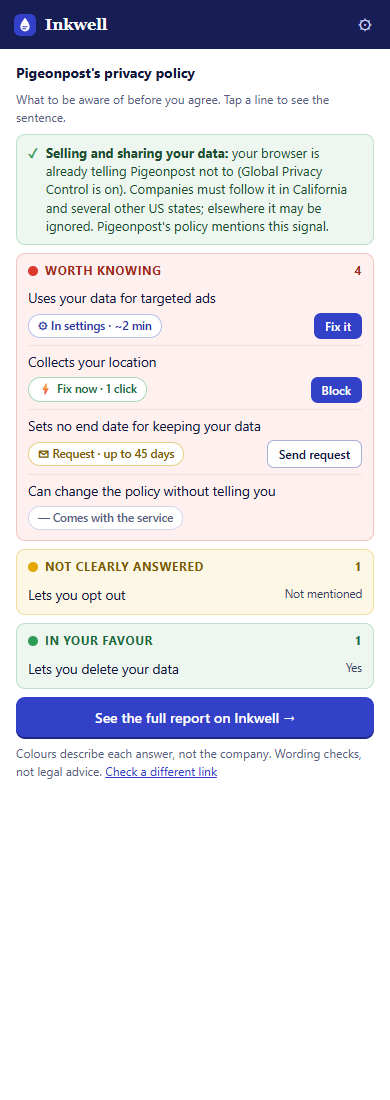 Inkwell
Pigeonpost's privacy policy
What to be aware of before you agree. Tap a line to see the
sentence.
✓ Selling and sharing your data: your browser is
already telling Pigeonpost not to (Global Privacy
Control is on). Companies must follow it in California
and several other US states; elsewhere it may be
ignored. Pigeonpost's policy mentions this signal.
WORTH KNOWING 4
Uses your data for targeted ads
In settings · ~2 min Fix it
Collects your location
Fix now · 1 click Block
Sets no end date for keeping your data
Request · up to 45 days Send request
Can change the policy without telling you
— Comes with the service
NOT CLEARLY ANSWERED 1
Lets you opt out Not mentioned
IN YOUR FAVOUR 1
Lets you delete your data Yes
See the full report on Inkwell →
Colours describe each answer, not the company. Wording checks,
not legal advice. Check a different link